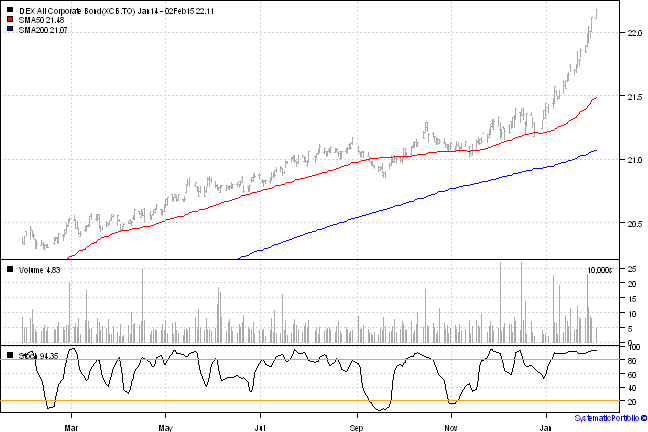 DEX All Corporate Bond(XCB.TO) Jan14 - 02Feb15 22.11
SMA50 21.48
SMA200 21.07
22.0
21.5
21.0
20.5
Volume 4.83
10,000s
25
20
15
10
5
0
Stoch 94.35
100
80
60
40
20
Mar May Jul Sep Nov Jan
SystematicPortfolio ©